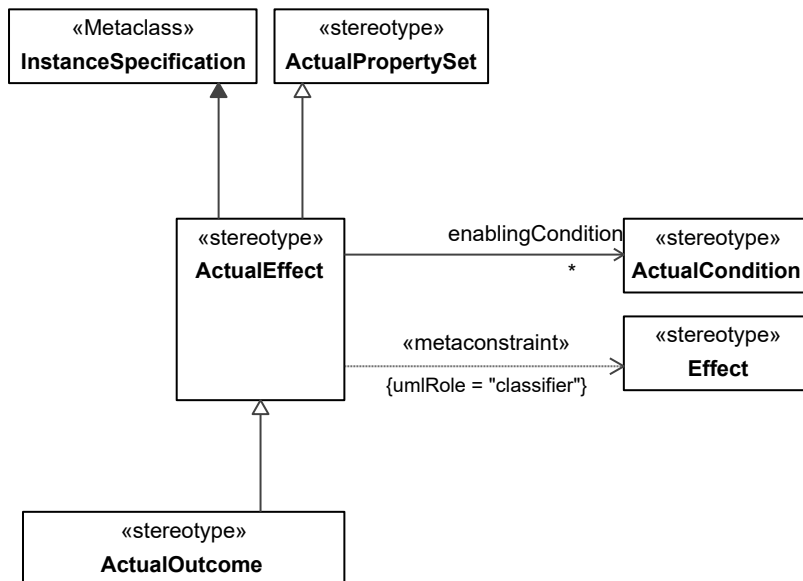 «Metaclass»
InstanceSpecification
«stereotype»
ActualPropertySet
«stereotype»
ActualEffect
enablingCondition
*
«stereotype»
ActualCondition
«metaconstraint»
{umlRole = "classifier"}
«stereotype»
Effect
«stereotype»
ActualOutcome